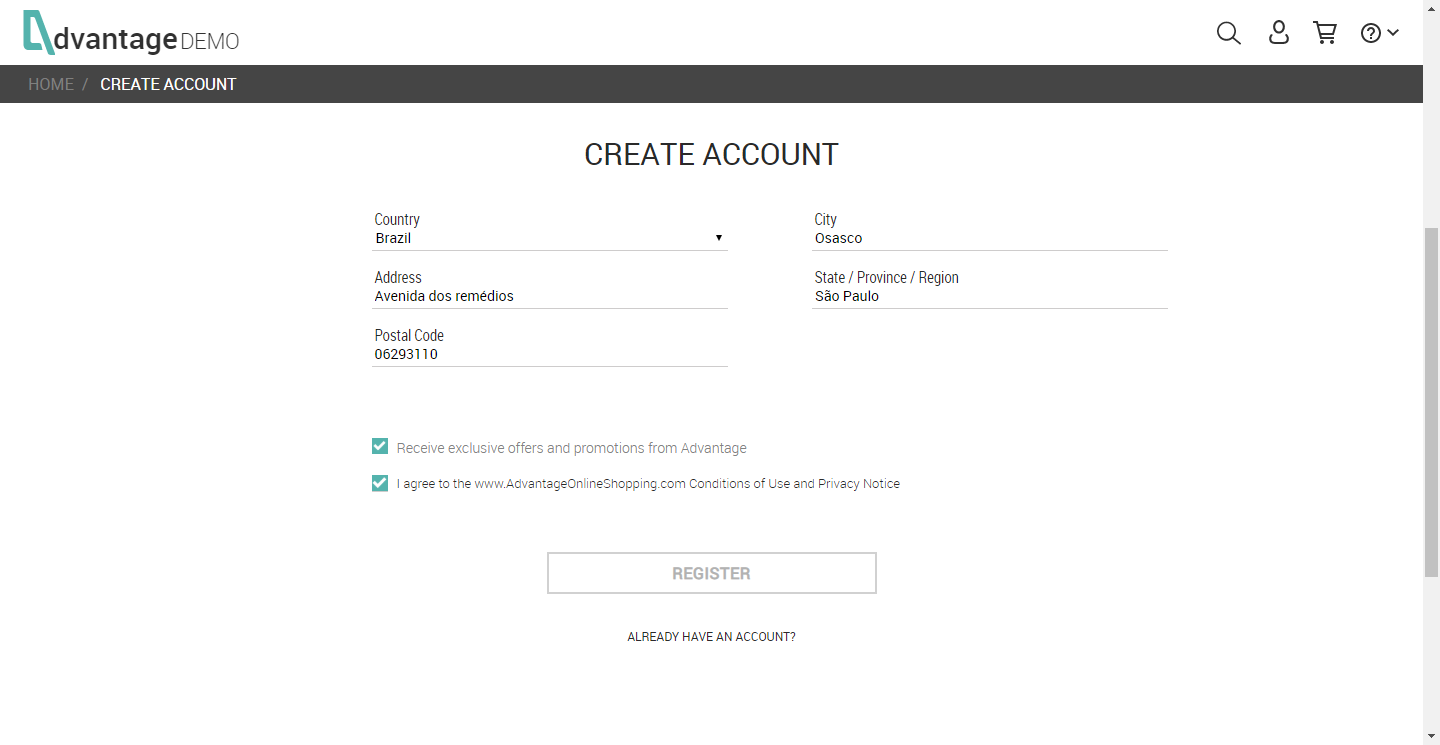 dvantage DEMO
HOME / CREATE ACCOUNT
CREATE ACCOUNT
Country
Brazil
City
Osasco
Address
Avenida dos remédios
State / Province / Region
São Paulo
Postal Code
06293110
Receive exclusive offers and promotions from Advantage
I agree to the www.AdvantageOnlineShopping.com Conditions of Use and Privacy Notice
REGISTER
ALREADY HAVE AN ACCOUNT?